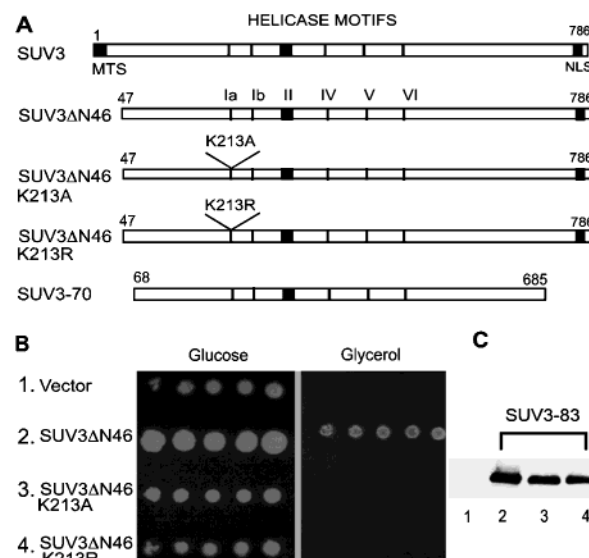 A
HELICASE MOTIFS
1 786
SUV3
MTS NLS
Ia Ib II IV V VI
47 786
SUV3ΔN46
K213A
47 786
SUV3ΔN46
K213A
K213R
47 786
SUV3ΔN46
K213R
68 685
SUV3-70
B C
Glucose Glycerol
1. Vector
2. SUV3ΔN46
3. SUV3ΔN46
K213A
4. SUV3ΔN46
K213R
SUV3-83
1 2 3 4